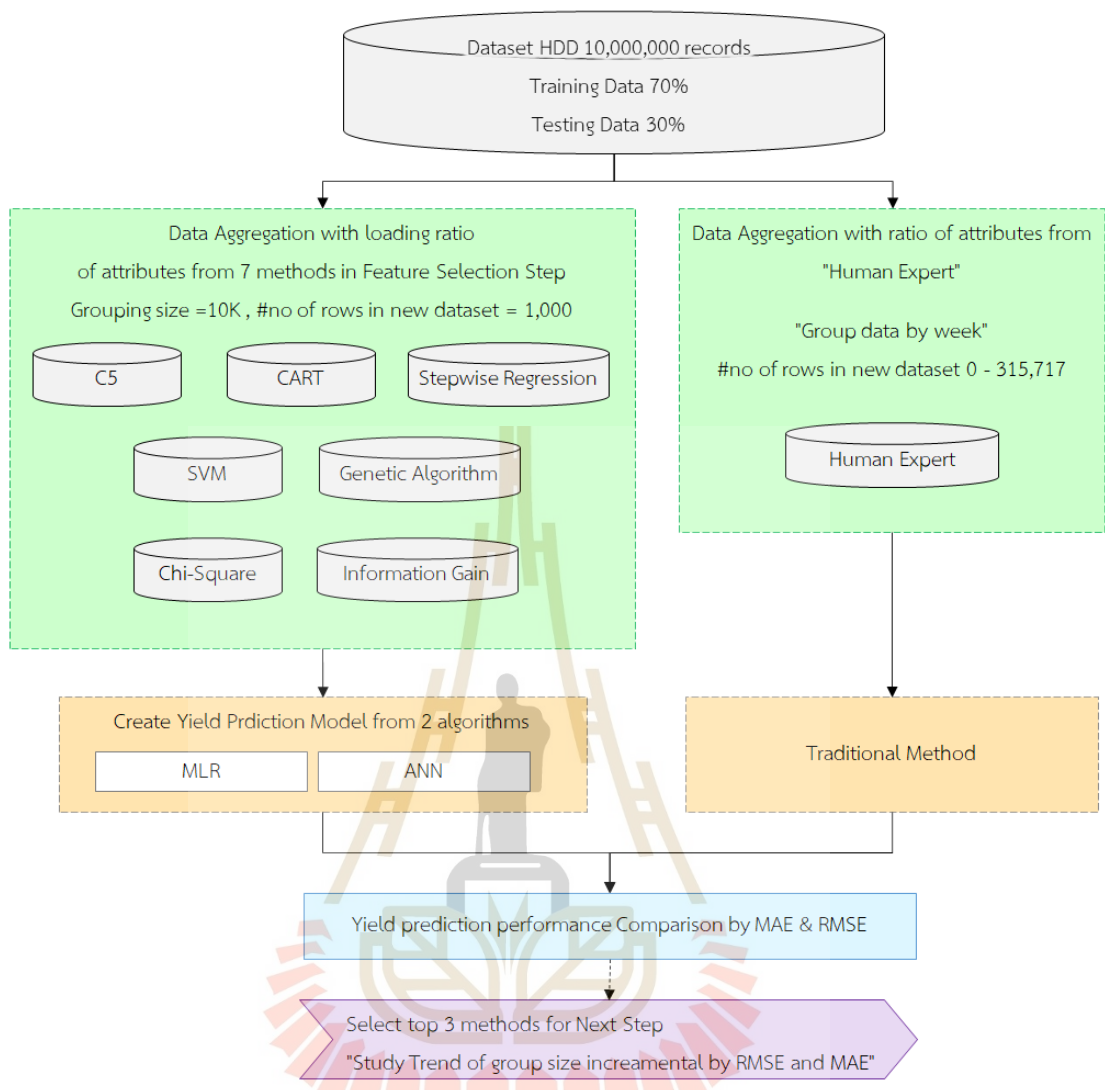 Dataset HDD 10,000,000 records
Training Data 70%
Testing Data 30%
Data Aggregation with loading ratio
of attributes from 7 methods in Feature Selection Step
Grouping size =10K , #no of rows in new dataset = 1,000
C5
CART
Stepwise Regression
SVM
Genetic Algorithm
Chi-Square
Information Gain
Data Aggregation with ratio of attributes from
"Human Expert"
"Group data by week"
#no of rows in new dataset 0 - 315,717
Human Expert
Create Yield Prdiction Model from 2 algorithms
MLR
ANN
Traditional Method
Yield prediction performance Comparison by MAE & RMSE
Select top 3 methods for Next Step
"Study Trend of group size increamental by RMSE and MAE"